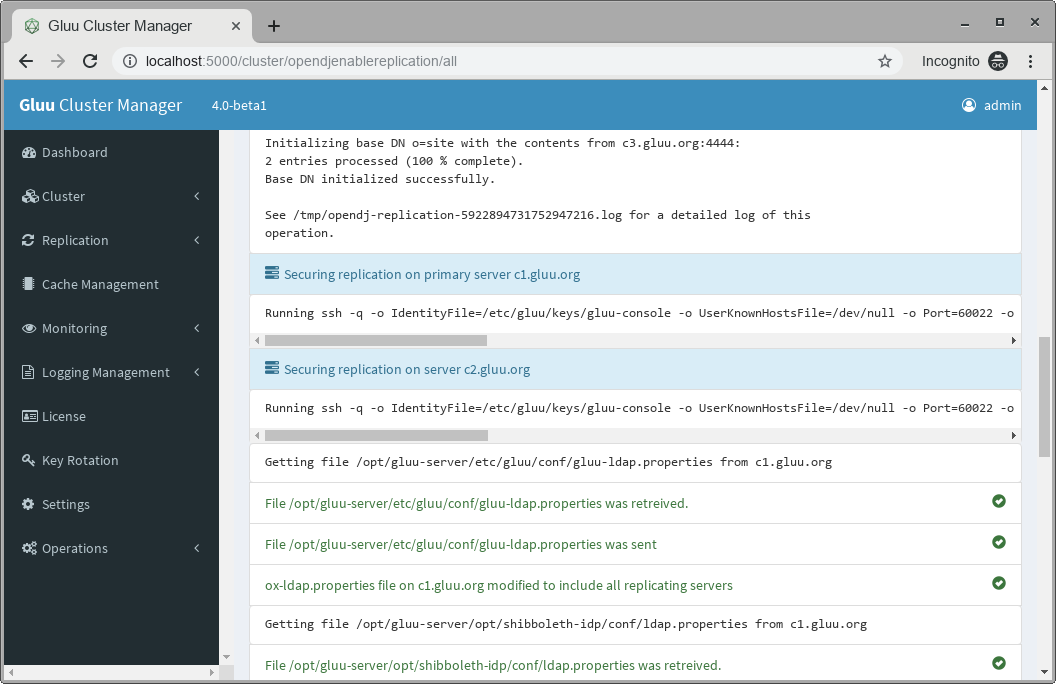 Gluu Cluster Manager
localhost:5000/cluster/opendjenablereplication/all
Incognito
Gluu Cluster Manager
4.0-beta1
admin
Dashboard
Cluster
Replication
Cache Management
Monitoring
Logging Management
License
Key Rotation
Settings
Operations
Initializing base DN o=site with the contents from c3.gluu.org:4444:
2 entries processed (100 % complete).
Base DN initialized successfully.
See /tmp/opendj-replication-5922894731752947216.log for a detailed log of this
operation.
Securing replication on primary server c1.gluu.org
Running ssh -q -o IdentityFile=/etc/gluu/keys/gluu-console -o UserKnownHostsFile=/dev/null -o Port=60022 -o
Securing replication on server c2.gluu.org
Running ssh -q -o IdentityFile=/etc/gluu/keys/gluu-console -o UserKnownHostsFile=/dev/null -o Port=60022 -o
Getting file /opt/gluu-server/etc/gluu/conf/gluu-ldap.properties from c1.gluu.org
File /opt/gluu-server/etc/gluu/conf/gluu-ldap.properties was retreived.
File /opt/gluu-server/etc/gluu/conf/gluu-ldap.properties was sent
ox-ldap.properties file on c1.gluu.org modified to include all replicating servers
Getting file /opt/gluu-server/opt/shibboleth-idp/conf/ldap.properties from c1.gluu.org
File /opt/gluu-server/opt/shibboleth-idp/conf/ldap.properties was retreived.